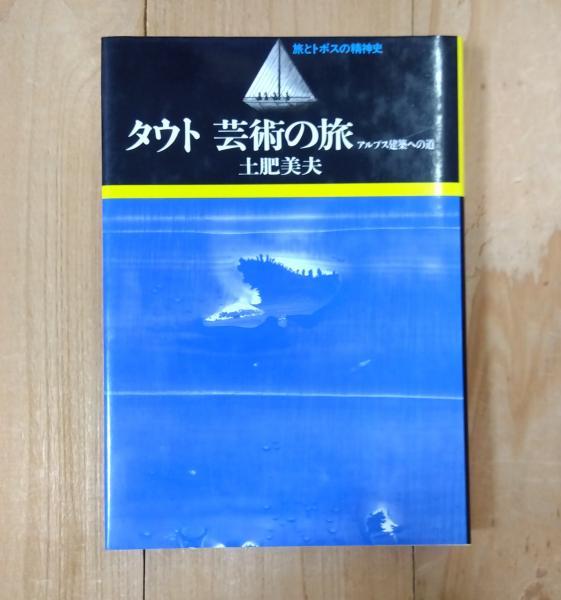 旅とトポスの精神史
タウト 芸術の旅 アルプス建築への道
土肥美夫